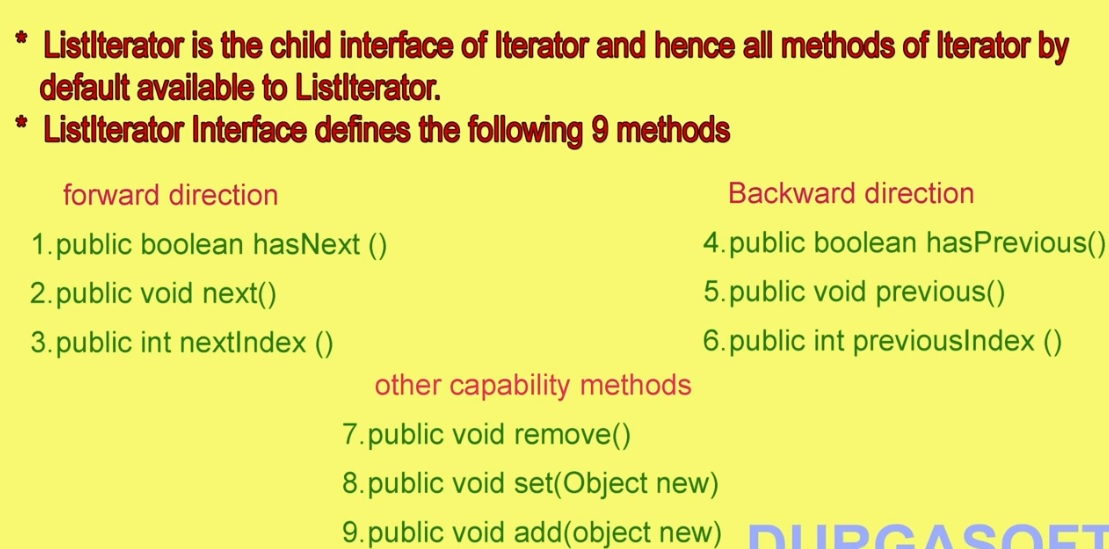 * ListIterator is the child interface of Iterator and hence all methods of Iterator by
default available to ListIterator.
* ListIterator Interface defines the following 9 methods
forward direction
1.public boolean hasNext ()
2.public void next()
3.public int nextIndex ()
Backward direction
4.public boolean hasPrevious()
5.public void previous()
6.public int previousIndex ()
other capability methods
7.public void remove()
8.public void set(Object new)
9.public void add(object new)
DURGASOFT